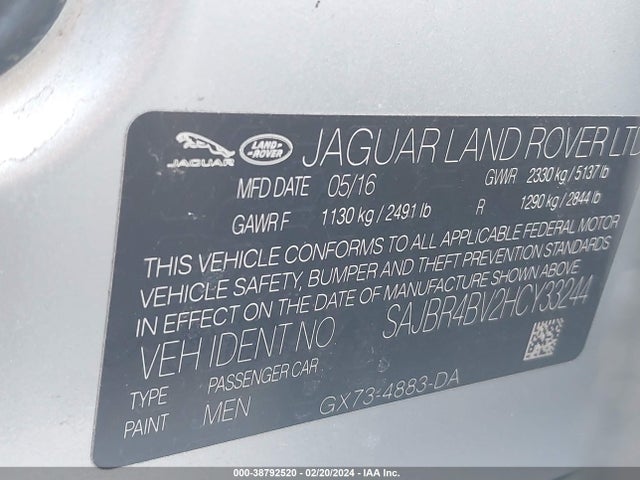 JAGUAR LAND ROVER JAGUAR LAND ROVER LTD
MFD DATE 05/16 GVWR 2330 kg / 5137 lb
GAWR F 1130 kg / 2491 lb R 1290 kg / 2844 lb
THIS VEHICLE CONFORMS TO ALL APPLICABLE FEDERAL MOTOR
VEHICLE SAFETY, BUMPER AND THEFT PREVENTION STANDARDS
IN EFFECT ON THE DATE OF MANUFACTURE SHOWN ABOVE
VEH IDENT NO. SAJBR4BV2HCY33244
TYPE PASSENGER CAR
PAINT MEN GX73-4883-DA
000-38792520 - 02/20/2024 - IAA Inc.